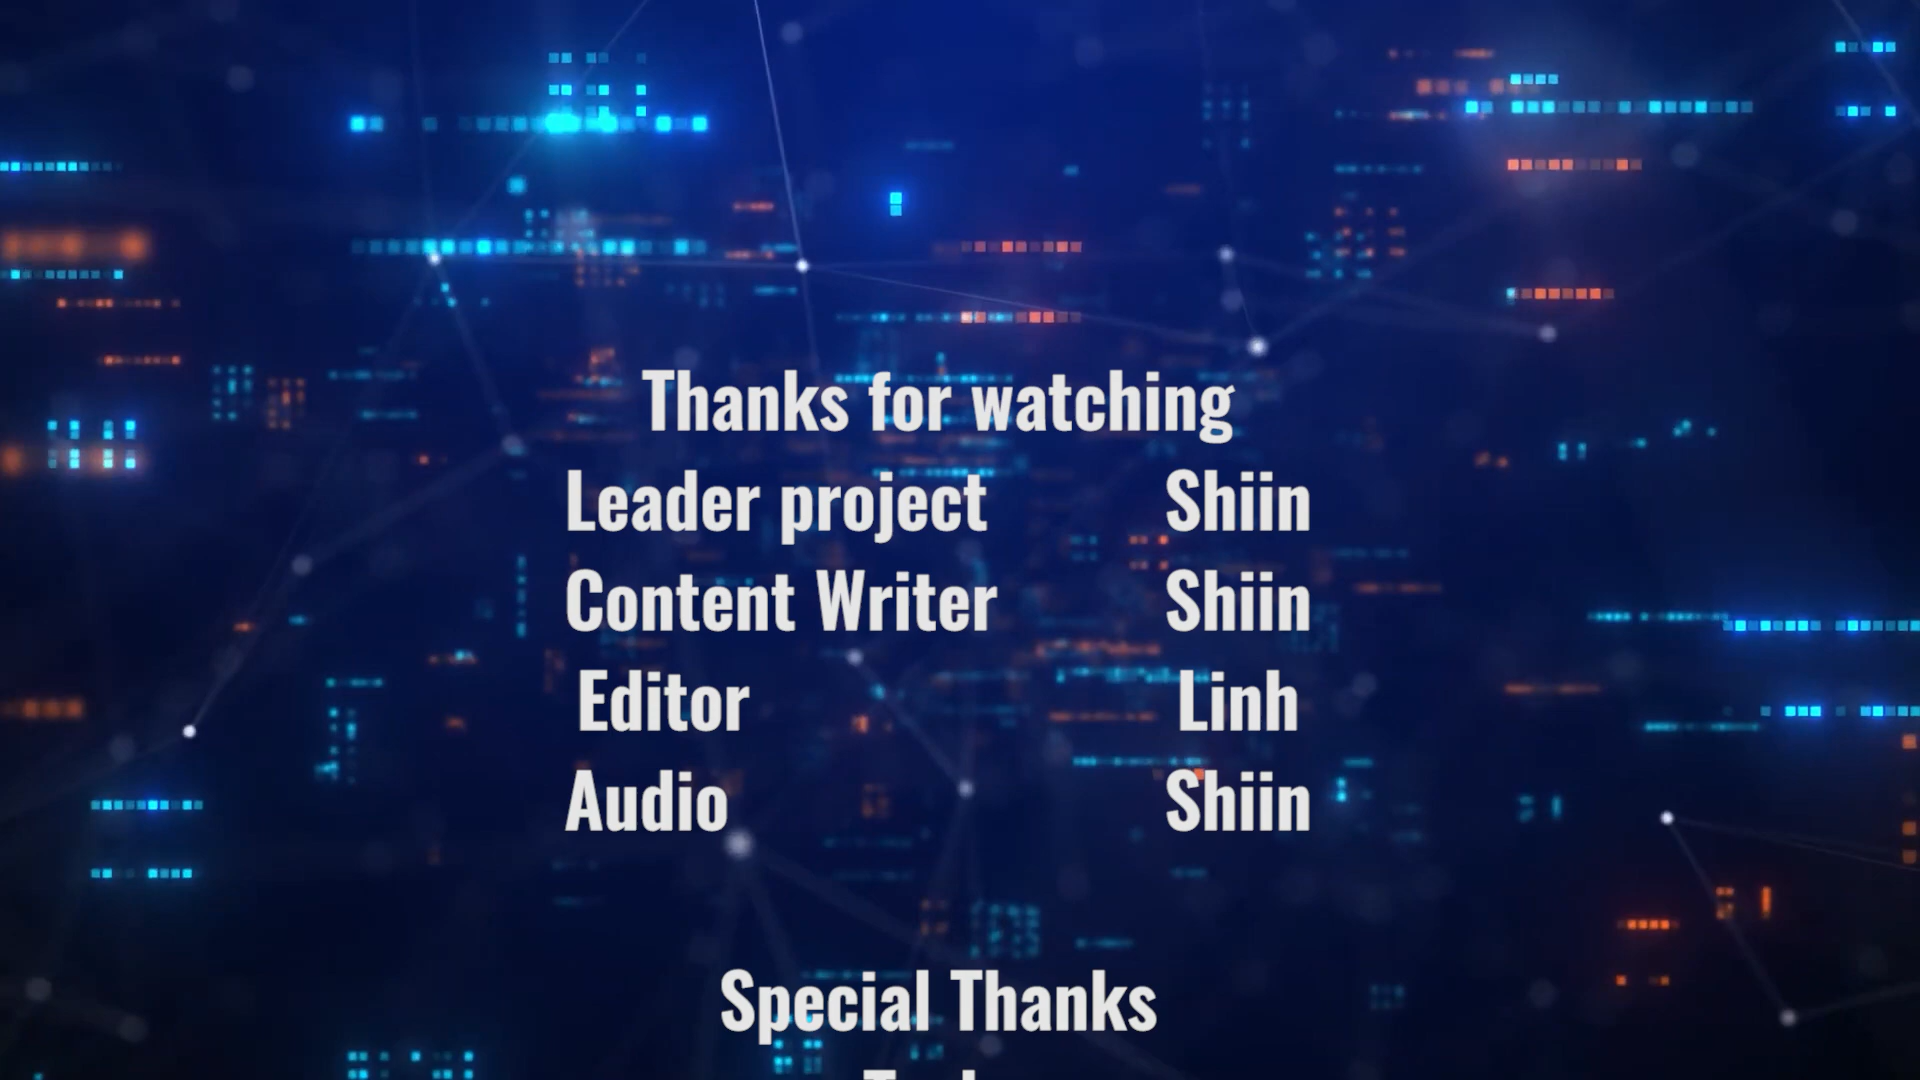 Thanks for watching
Leader project Shiin
Content Writer Shiin
Editor Linh
Audio Shiin
Special Thanks